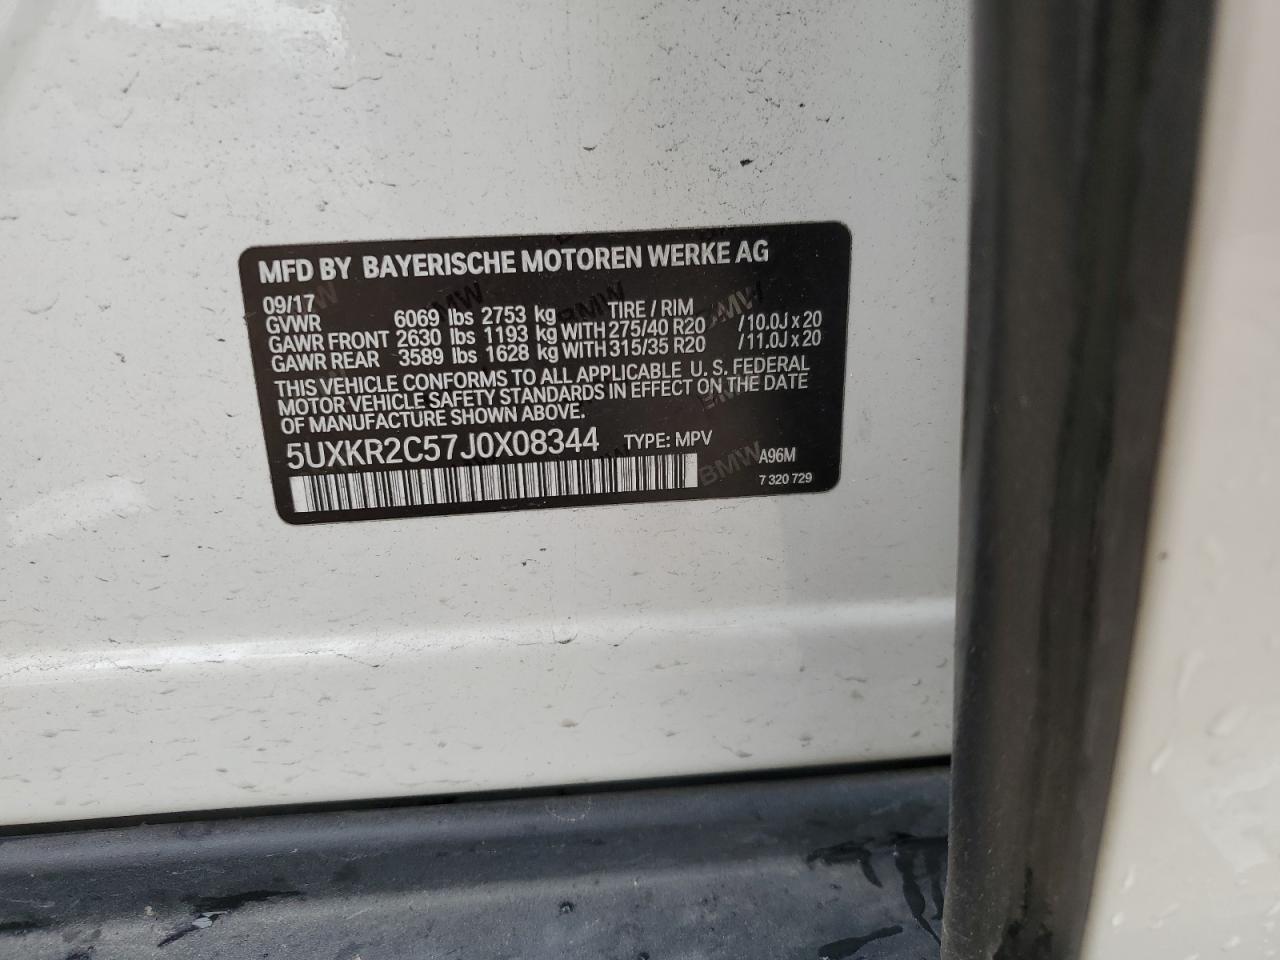 MFD BY BAYERISCHE MOTOREN WERKE AG
09/17 TIRE / RIM
GVWR 6069 lbs 2753 kg
GAWR FRONT 2630 lbs 1193 kg WITH 275/40 R20 /10.0J x 20
GAWR REAR 3589 lbs 1628 kg WITH 315/35 R20 /11.0J x 20
THIS VEHICLE CONFORMS TO ALL APPLICABLE U. S. FEDERAL
MOTOR VEHICLE SAFETY STANDARDS IN EFFECT ON THE DATE
OF MANUFACTURE SHOWN ABOVE.
5UXKR2C57J0X08344 TYPE: MPV
A96M
7 320 729
BMW